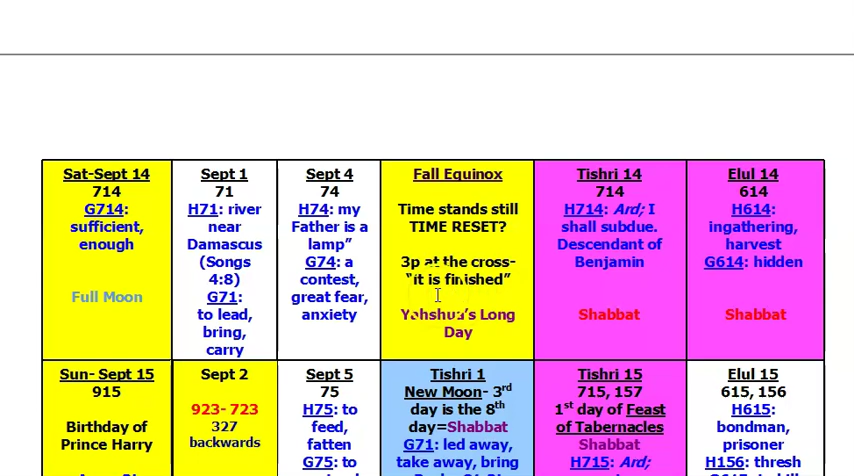 Sat-Sept 14
714
G714:
sufficient,
enough
Full Moon
Sept 1
71
H71: river
near
Damascus
(Songs
4:8)
G71:
to lead,
bring,
carry
Sept 4
74
H74: my
Father is a
lamp”
G74: a
contest,
great fear,
anxiety
Fall Equinox
Time stands still
TIME RESET?
3p at the cross-
“it is finished”
Yohshua’s Long
Day
Tishri 14
714
H714: Ard; I
shall subdue.
Descendant of
Benjamin
Shabbat
Elul 14
614
H614:
ingathering,
harvest
G614: hidden
Shabbat
Sun- Sept 15
915
Birthday of
Prince Harry
Sept 2
923- 723
327
backwards
Sept 5
75
H75: to
feed,
fatten
G75: to
Tishri 1
New Moon- 3rd
day is the 8th
day=Shabbat
G71: led away,
take away, bring
Tishri 15
715, 157
1st day of Feast
of Tabernacles
Shabbat
H715: Ard;
Elul 15
615, 156
H615:
bondman,
prisoner
H156: thresh